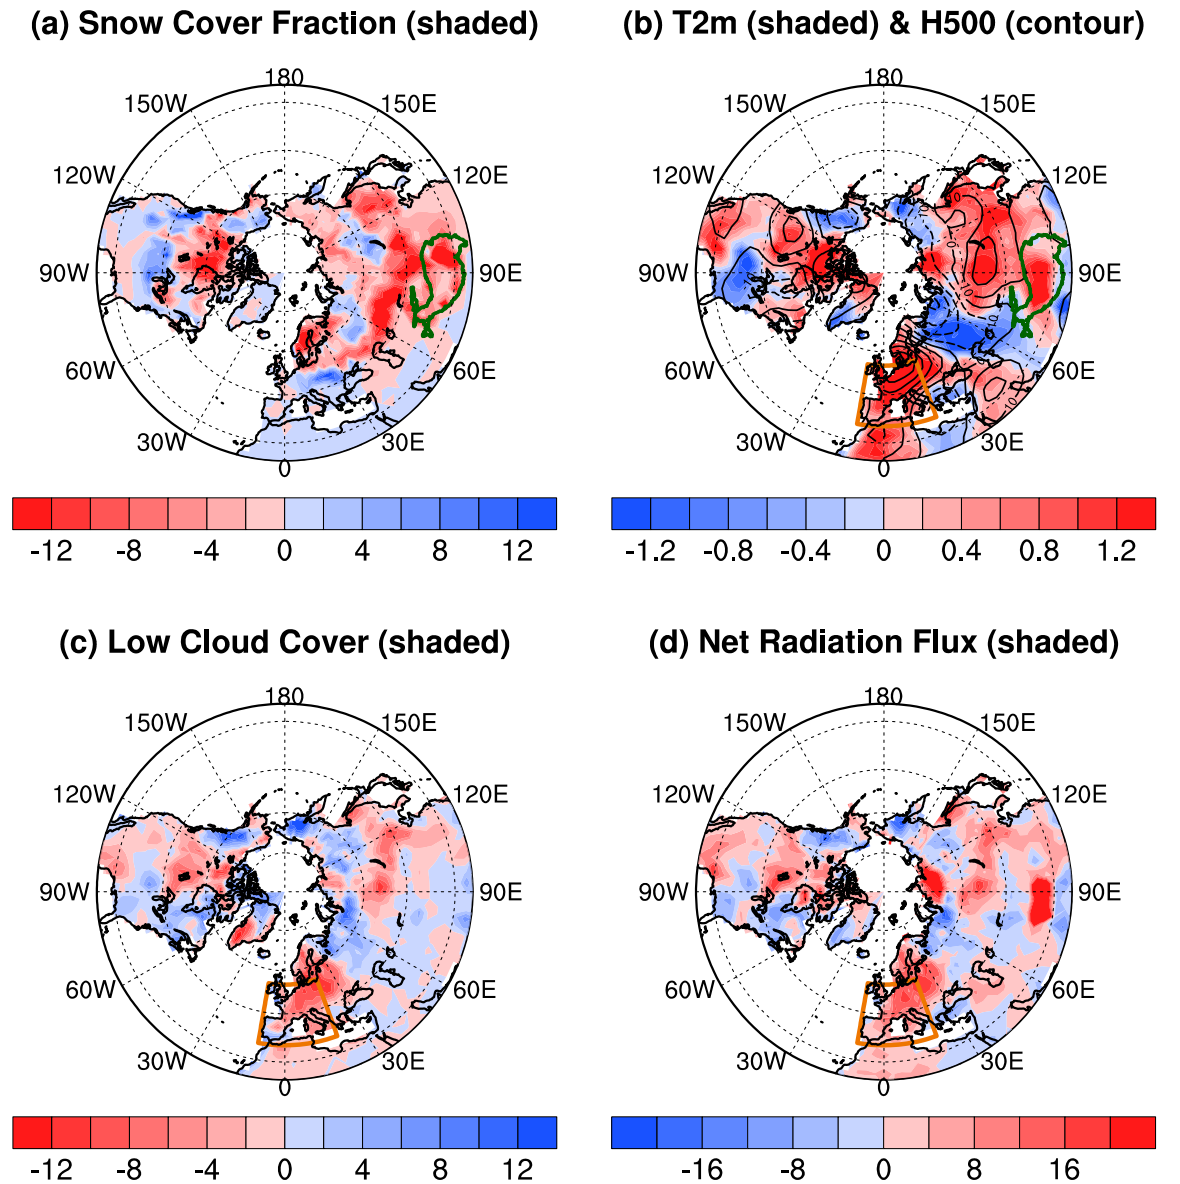 (a) Snow Cover Fraction (shaded)
(b) T2m (shaded) & H500 (contour)
180
150W 150E
120W 120E
90W 90E
60W 60E
30W 30E
0
180
150W 150E
120W 120E
90W 90E
60W 60E
30W 30E
0
-12 -8 -4 0 4 8 12
-1.2 -0.8 -0.4 0 0.4 0.8 1.2
(c) Low Cloud Cover (shaded)
(d) Net Radiation Flux (shaded)
180
150W 150E
120W 120E
90W 90E
60W 60E
30W 30E
0
180
150W 150E
120W 120E
90W 90E
60W 60E
30W 30E
0
-12 -8 -4 0 4 8 12
-16 -8 0 8 16